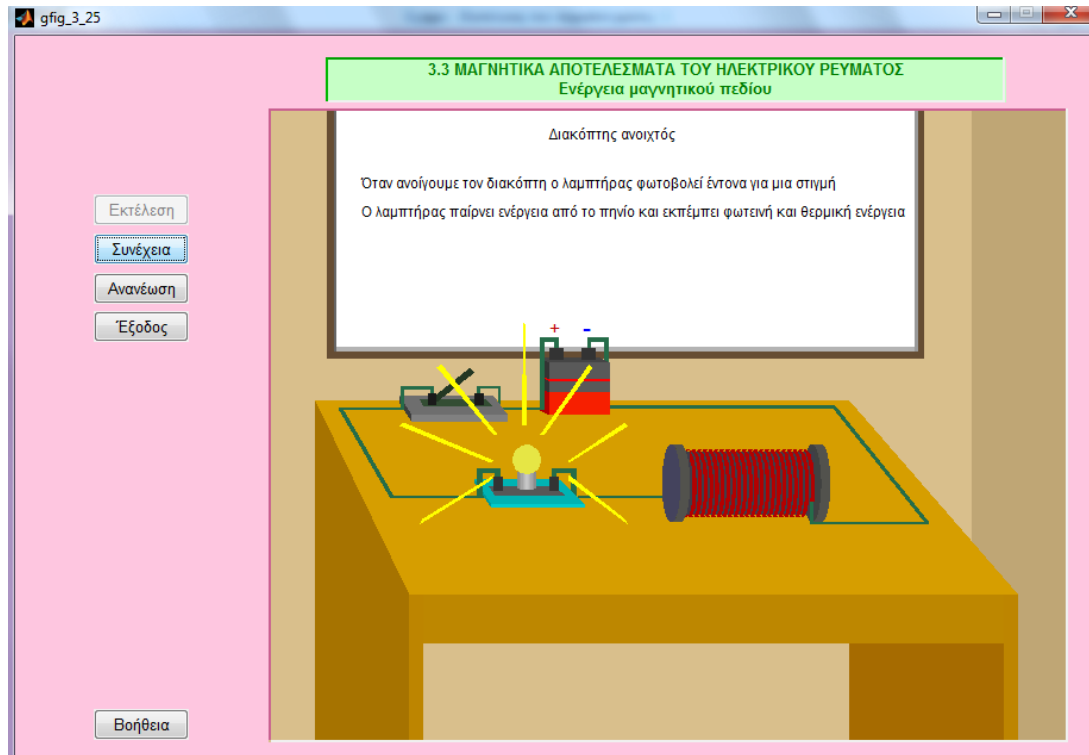 gfig_3_25
3.3 ΜΑΓΝΗΤΙΚΑ ΑΠΟΤΕΛΕΣΜΑΤΑ ΤΟΥ ΗΛΕΚΤΡΙΚΟΥ ΡΕΥΜΑΤΟΣ
Ενέργεια μαγνητικού πεδίου
Διακόπτης ανοιχτός
Όταν ανοίγουμε τον διακόπτη ο λαμπτήρας φωτοβολεί έντονα για μια στιγμή
Ο λαμπτήρας παίρνει ενέργεια από το πηνίο και εκπέμπει φωτεινή και θερμική ενέργεια
Εκτέλεση
Συνέχεια
Ανανέωση
Έξοδος
+ -
Βοήθεια